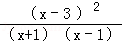 (x-3)²
(x+1) (x-1)